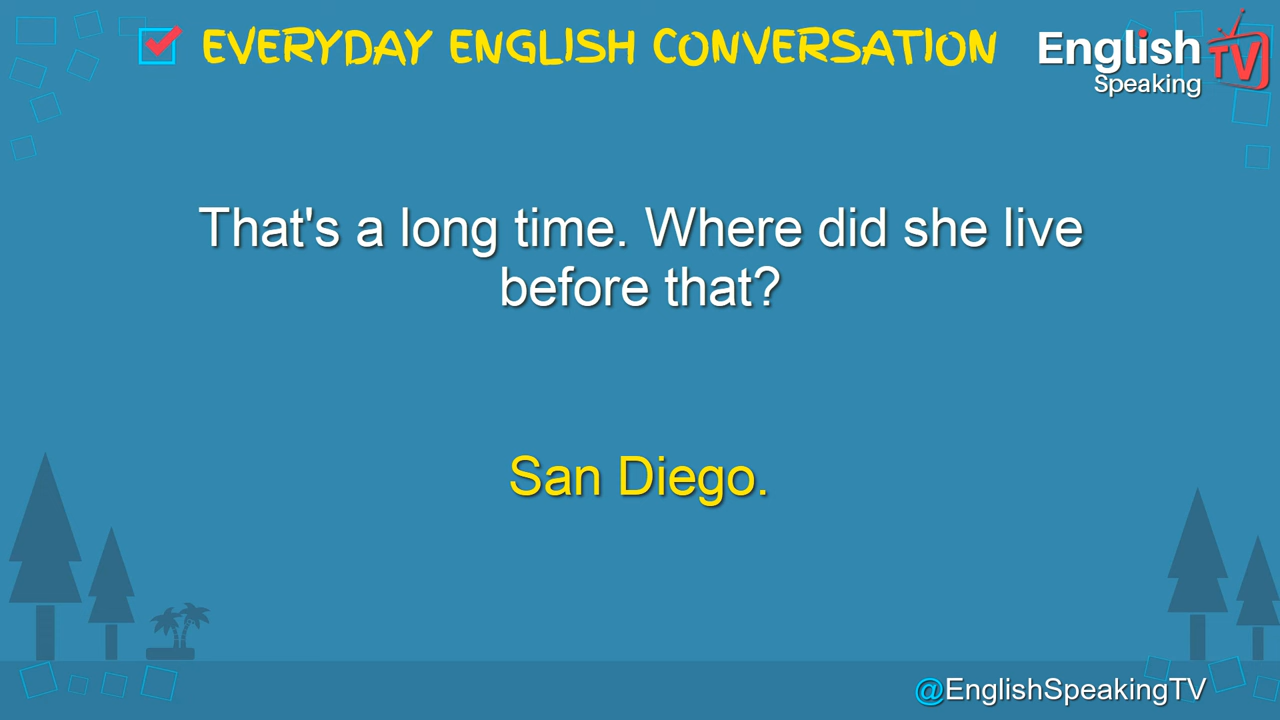 EVERYDAY ENGLISH CONVERSATION
English
Speaking
TV
That's a long time. Where did she live
before that?
San Diego.
@EnglishSpeakingTV